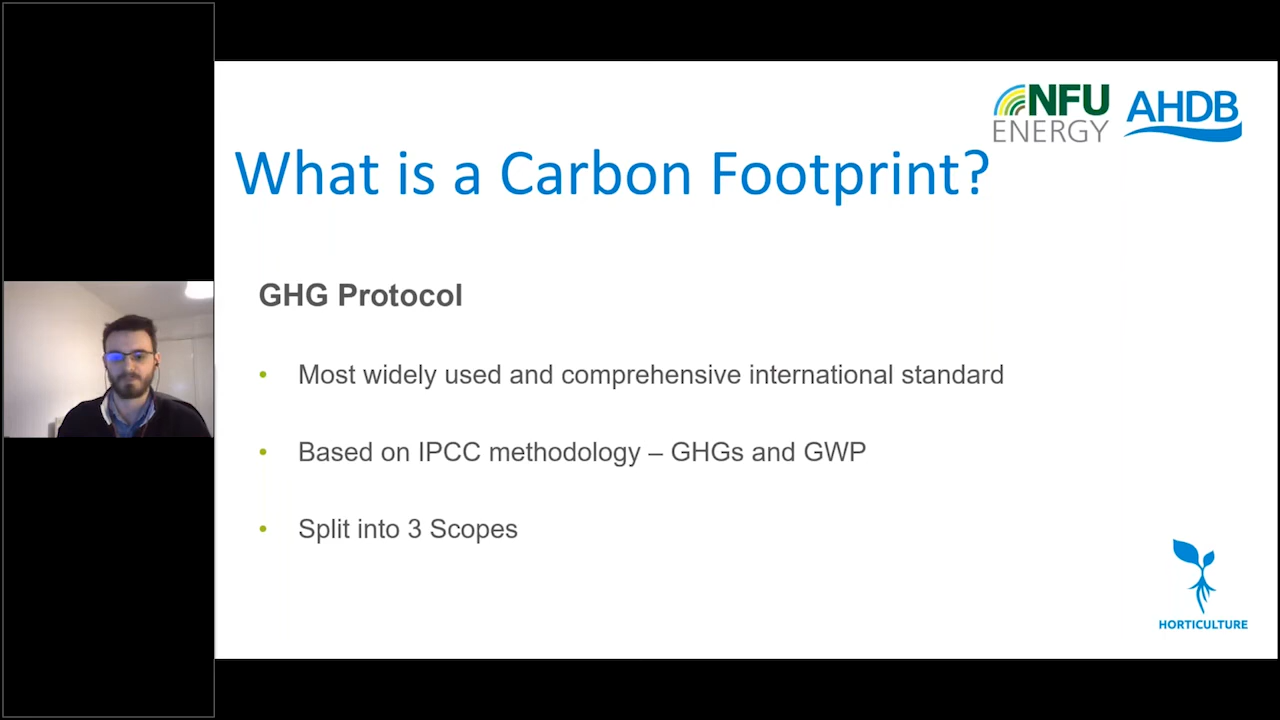 NFU
ENERGY
AHDB
What is a Carbon Footprint?
GHG Protocol
• Most widely used and comprehensive international standard
• Based on IPCC methodology – GHGs and GWP
• Split into 3 Scopes
HORTICULTURE